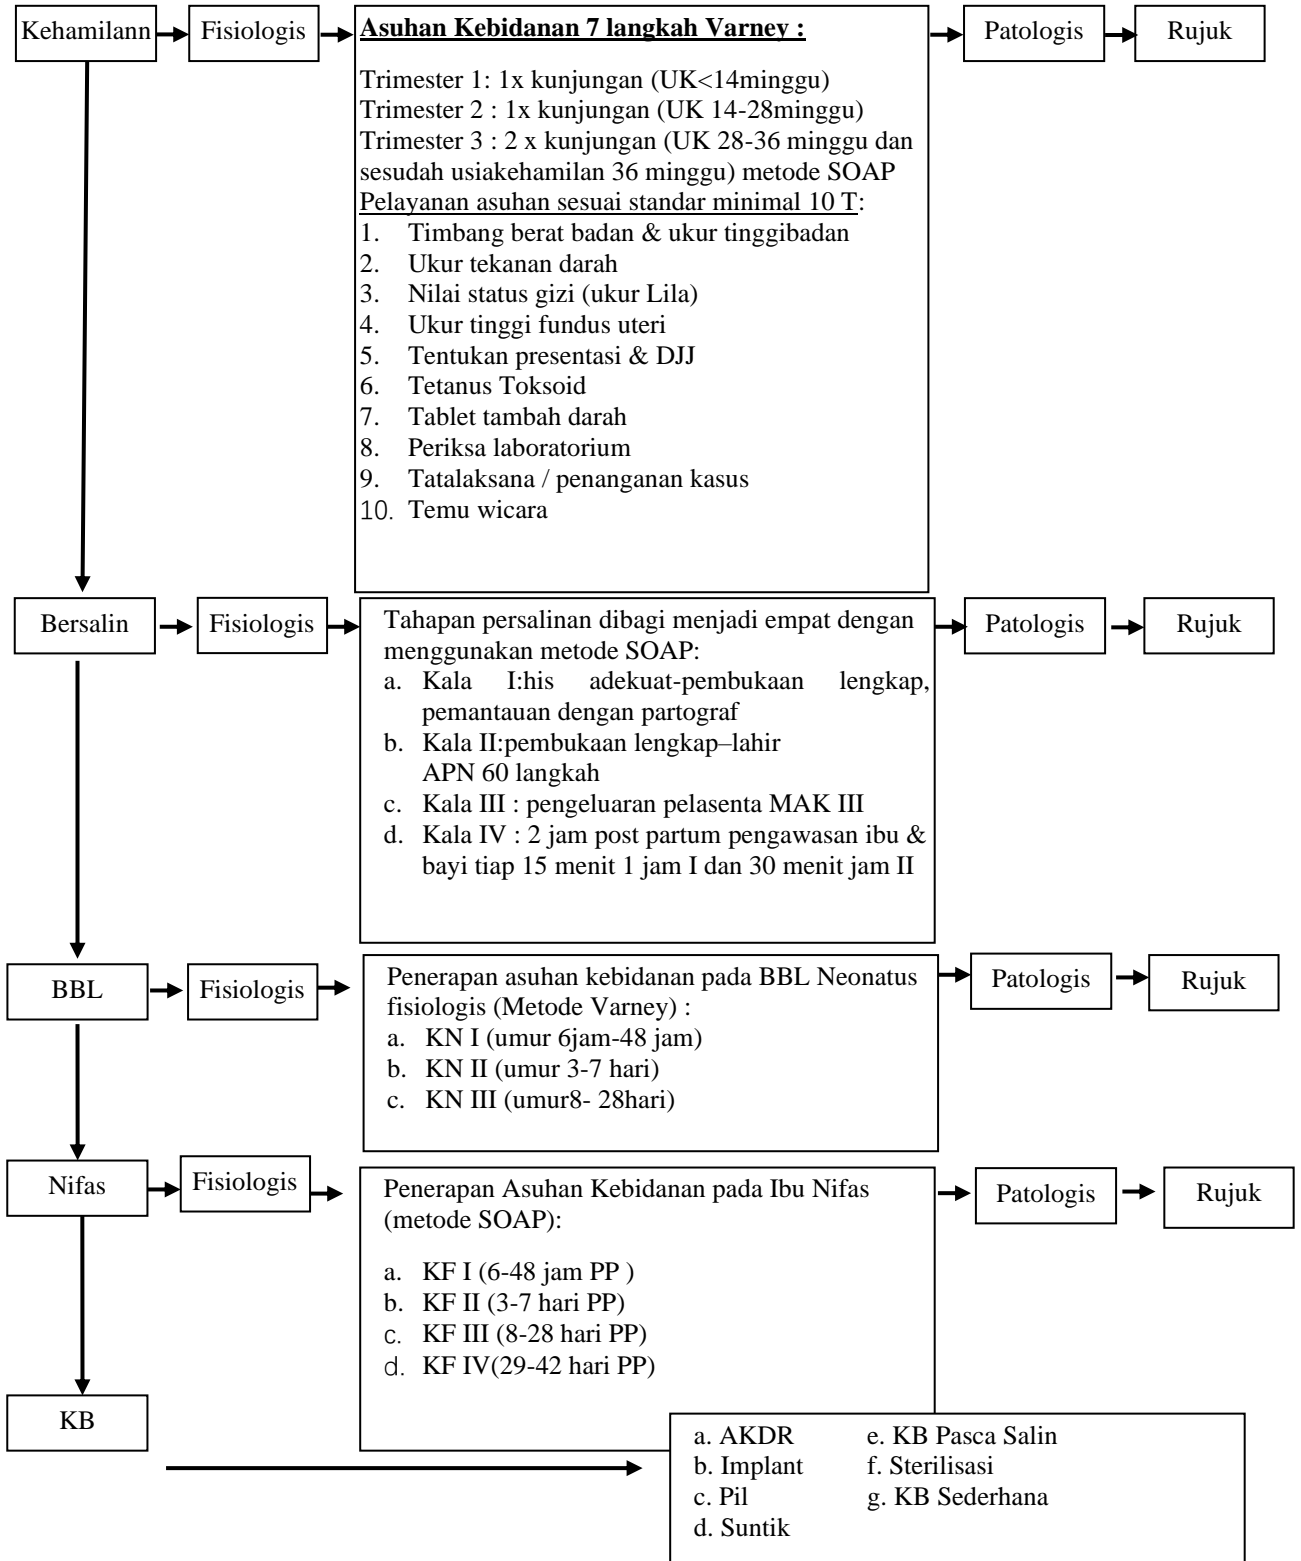 Kehamilann
Fisiologis
Asuhan Kebidanan 7 langkah Varney :
Trimester 1: 1x kunjungan (UK<14minggu)
Trimester 2 : 1x kunjungan (UK 14-28minggu)
Trimester 3 : 2 x kunjungan (UK 28-36 minggu dan
sesudah usiakehamilan 36 minggu) metode SOAP
Pelayanan asuhan sesuai standar minimal 10 T:
1. Timbang berat badan & ukur tinggibadan
2. Ukur tekanan darah
3. Nilai status gizi (ukur Lila)
4. Ukur tinggi fundus uteri
5. Tentukan presentasi & DJJ
6. Tetanus Toksoid
7. Tablet tambah darah
8. Periksa laboratorium
9. Tatalaksana / penanganan kasus
10. Temu wicara
Patologis
Rujuk
Bersalin
Fisiologis
Tahapan persalinan dibagi menjadi empat dengan
menggunakan metode SOAP:
a. Kala I:his adekuat-pembukaan lengkap,
pemantauan dengan partograf
b. Kala II:pembukaan lengkap–lahir
APN 60 langkah
c. Kala III : pengeluaran pelasenta MAK III
d. Kala IV : 2 jam post partum pengawasan ibu &
bayi tiap 15 menit 1 jam I dan 30 menit jam II
Patologis
Rujuk
BBL
Fisiologis
Penerapan asuhan kebidanan pada BBL Neonatus
fisiologis (Metode Varney) :
a. KN I (umur 6jam-48 jam)
b. KN II (umur 3-7 hari)
c. KN III (umur8- 28hari)
Patologis
Rujuk
Nifas
Fisiologis
Penerapan Asuhan Kebidanan pada Ibu Nifas
(metode SOAP):
a. KF I (6-48 jam PP )
b. KF II (3-7 hari PP)
c. KF III (8-28 hari PP)
d. KF IV(29-42 hari PP)
Patologis
Rujuk
KB
a. AKDR
b. Implant
c. Pil
d. Suntik
e. KB Pasca Salin
f. Sterilisasi
g. KB Sederhana